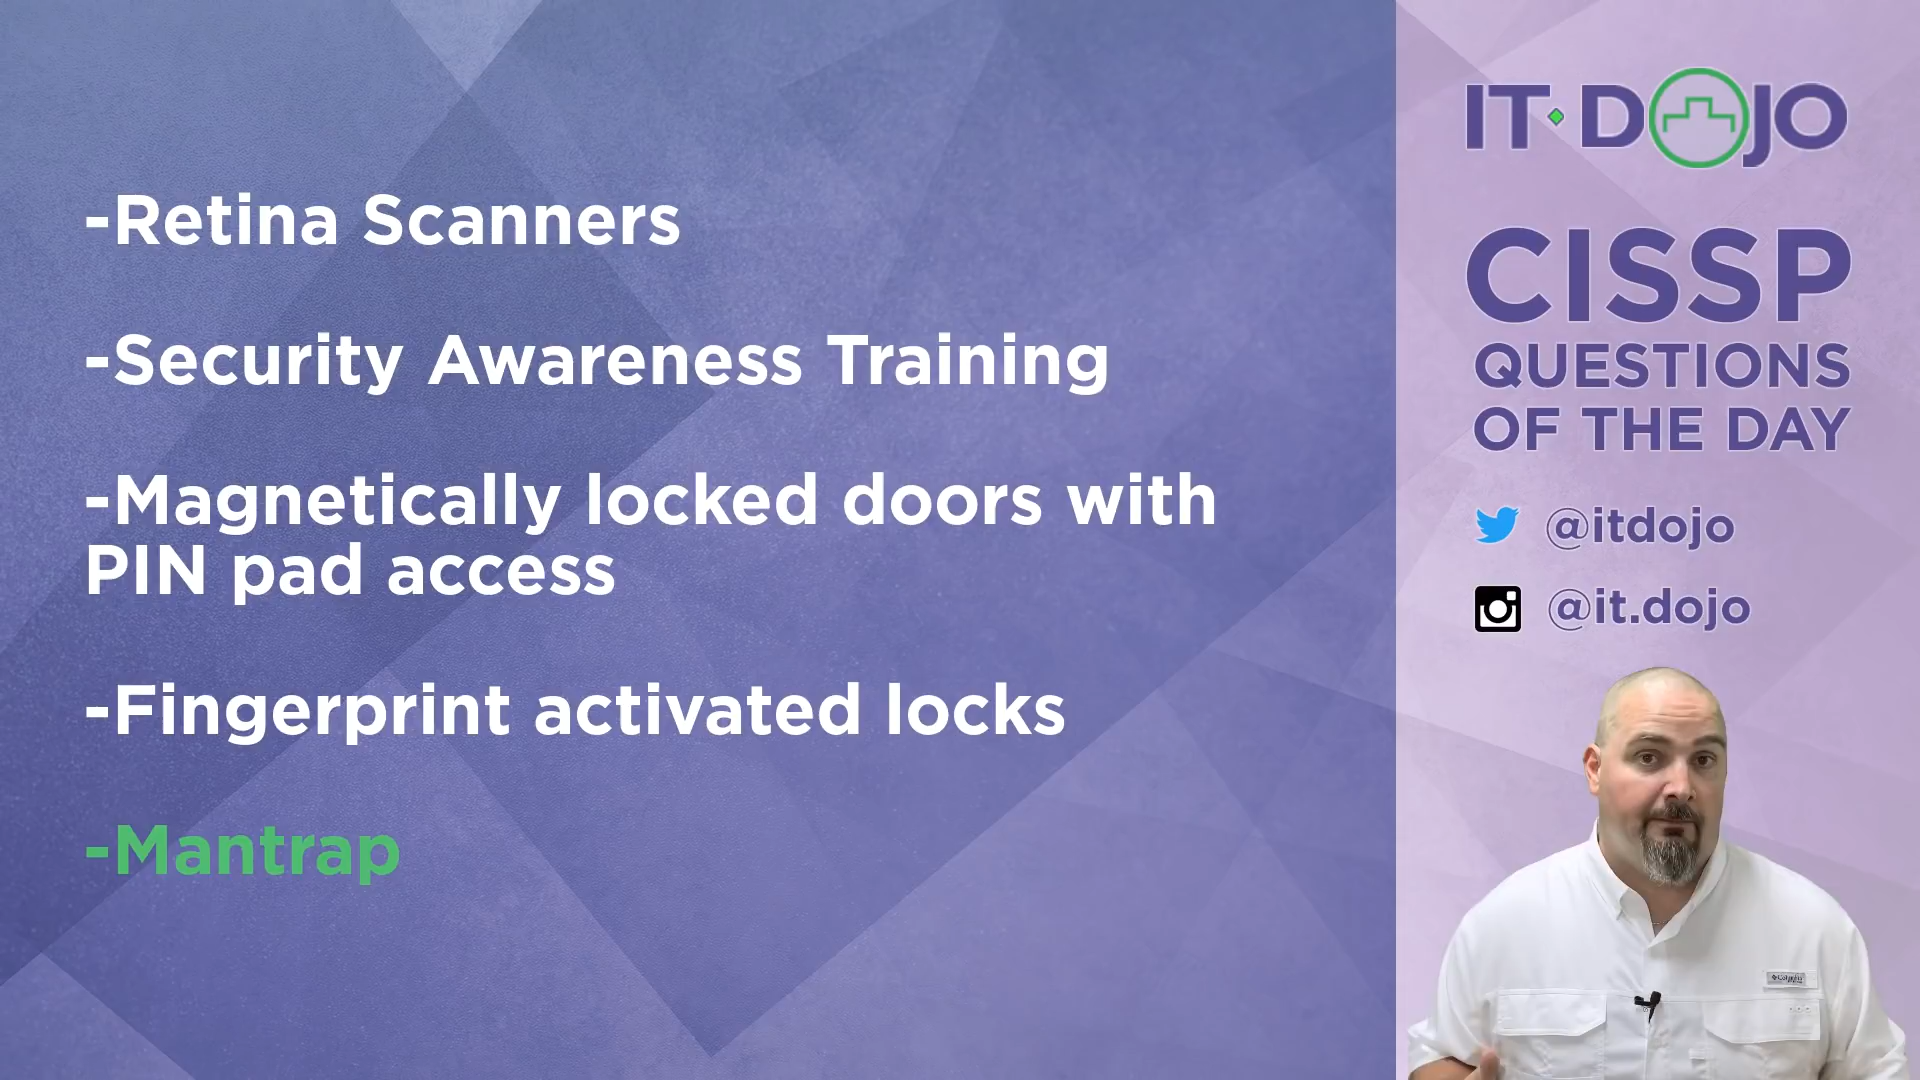 -Retina Scanners
-Security Awareness Training
-Magnetically locked doors with
PIN pad access
-Fingerprint activated locks
-Mantrap
IT DOJO
CISSP
QUESTIONS
OF THE DAY
@itdojo
@it.dojo
Columbia